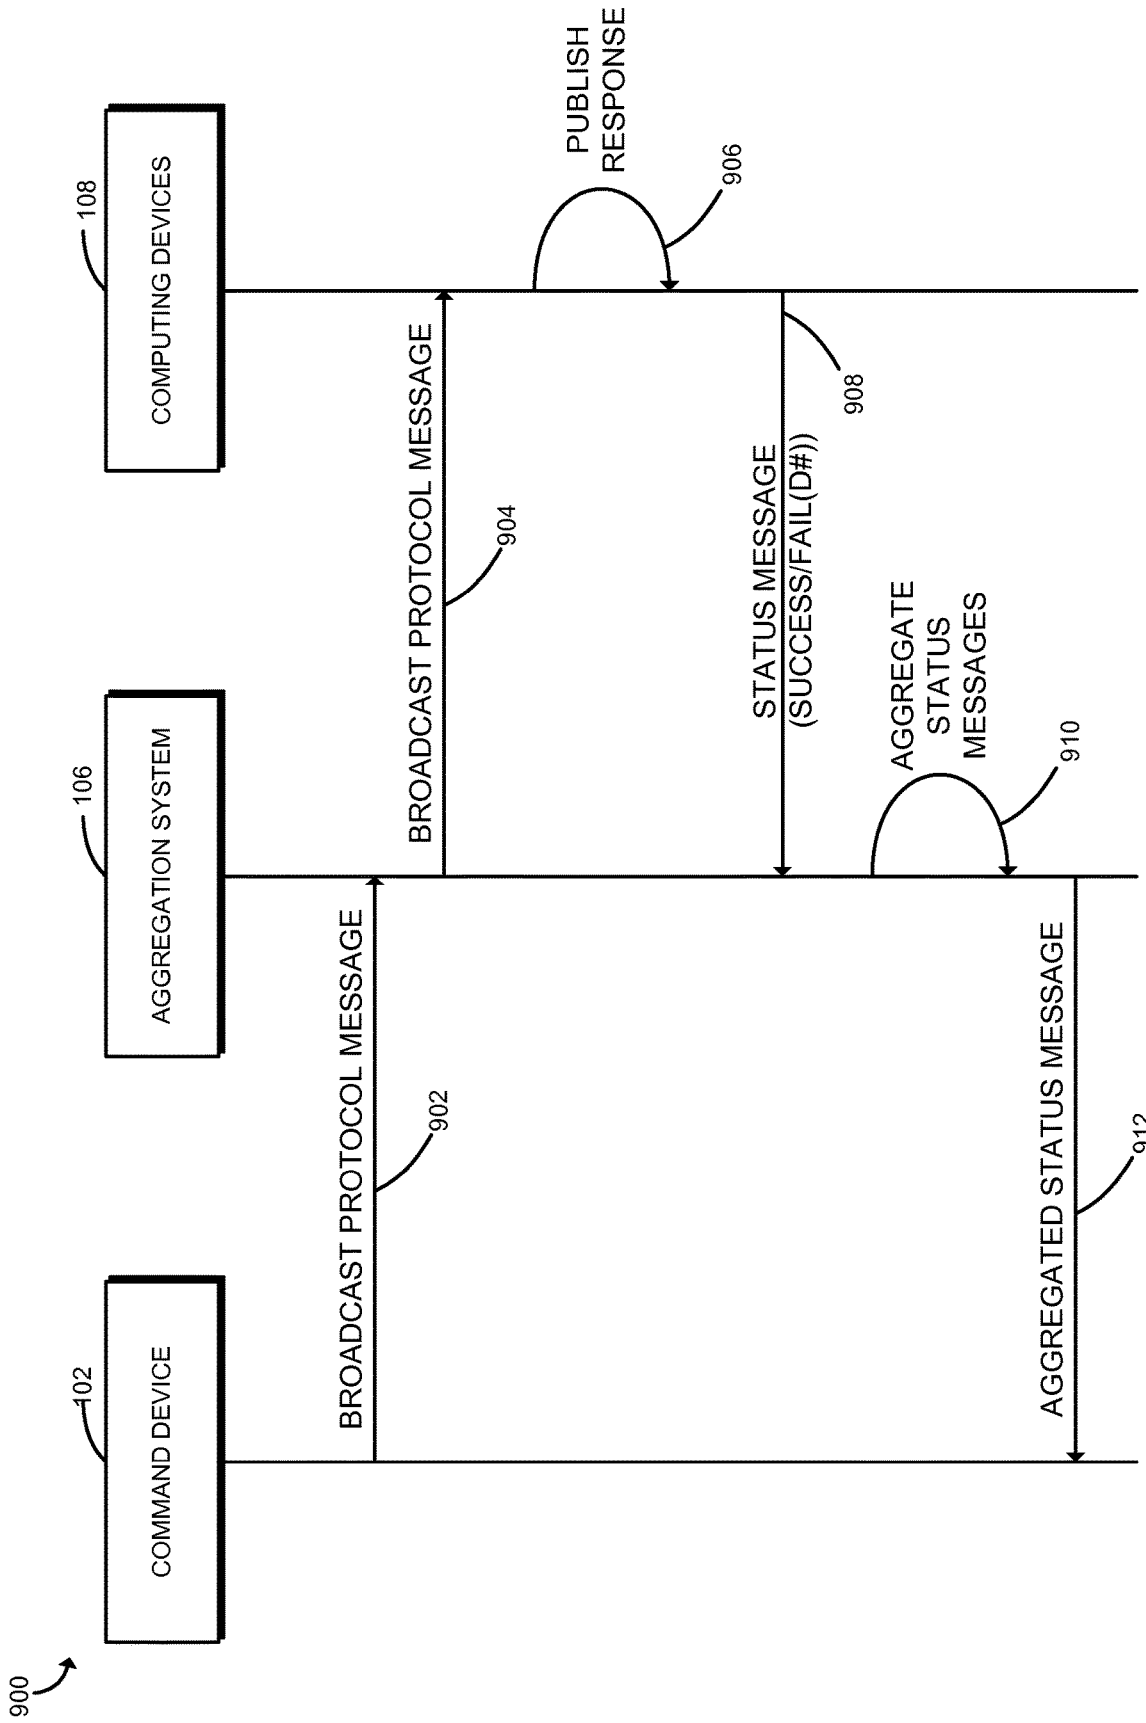 900
102
COMMAND DEVICE
106
AGGREGATION SYSTEM
108
COMPUTING DEVICES
BROADCAST PROTOCOL MESSAGE
902
BROADCAST PROTOCOL MESSAGE
904
PUBLISH
RESPONSE
906
STATUS MESSAGE
(SUCCESS/FAIL(D#))
908
AGGREGATE
STATUS
MESSAGES
910
AGGREGATED STATUS MESSAGE
912